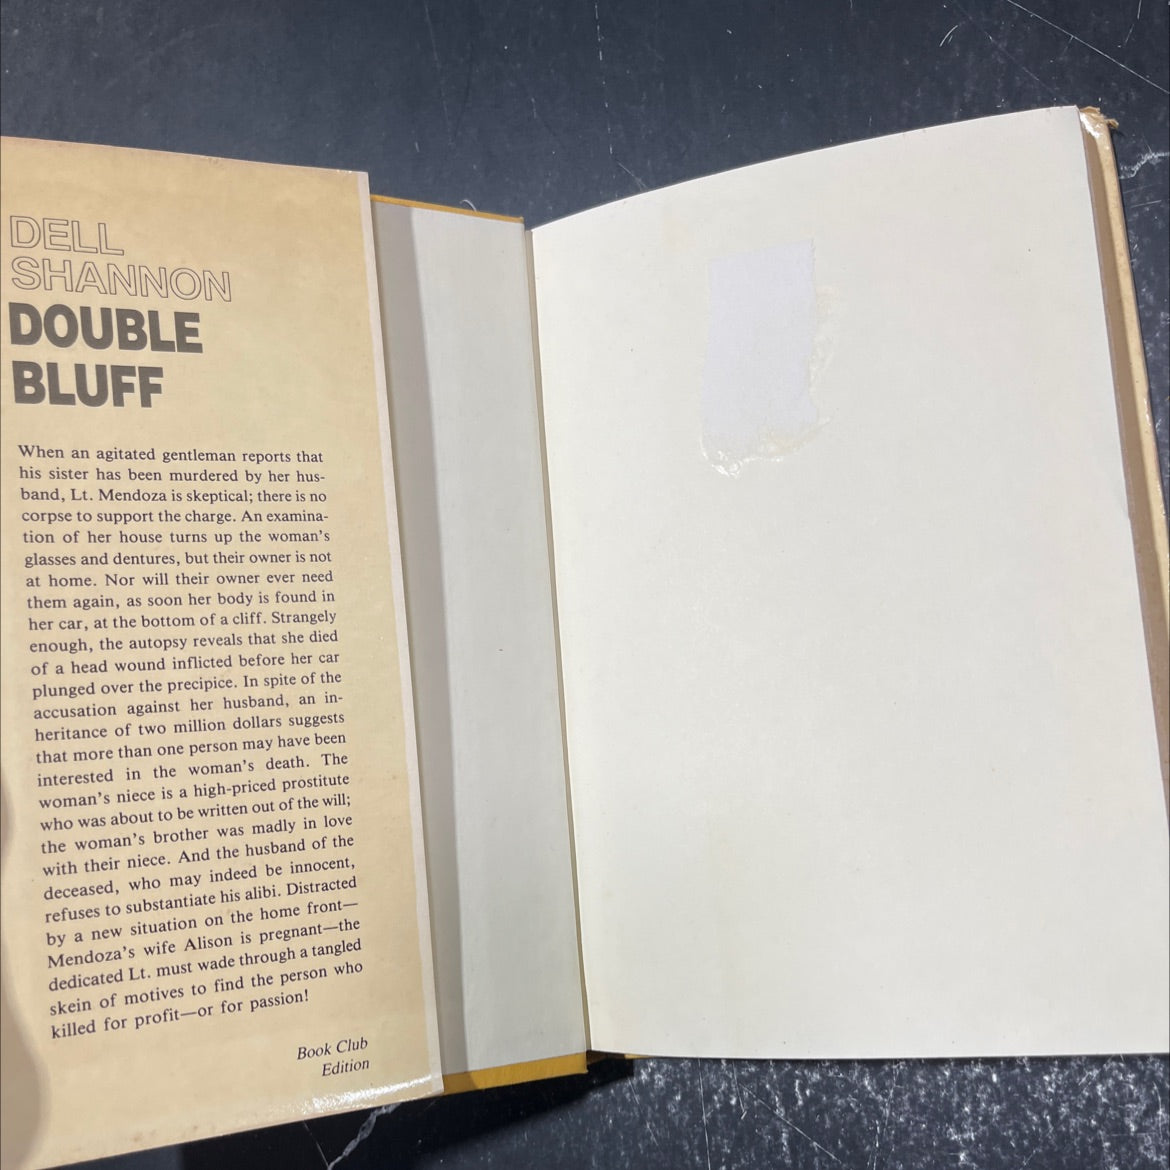 DELL
SHANNON
DOUBLE
BLUFF
When an agitated gentleman reports that
his sister has been murdered by her hus-
band, Lt. Mendoza is skeptical; there is no
corpse to support the charge. An examina-
tion of her house turns up the woman's
glasses and dentures, but their owner is not
at home. Nor will their owner ever need
them again, as soon her body is found in
her car, at the bottom of a cliff. Strangely
enough, the autopsy reveals that she died
of a head wound inflicted before her car
plunged over the precipice. In spite of the
accusation against her husband, an in-
heritance of two million dollars suggests
that more than one person may have been
interested in the woman's death. The
woman's niece is a high-priced prostitute
who was about to be written out of the will;
the woman's brother was madly in love
with their niece. And the husband of the
deceased, who may indeed be innocent,
refuses to substantiate his alibi. Distracted
by a new situation on the home front—
Mendoza's wife Alison is pregnant—the
dedicated Lt. must wade through a tangled
skein of motives to find the person who
killed for profit—or for passion!
Book Club
Edition